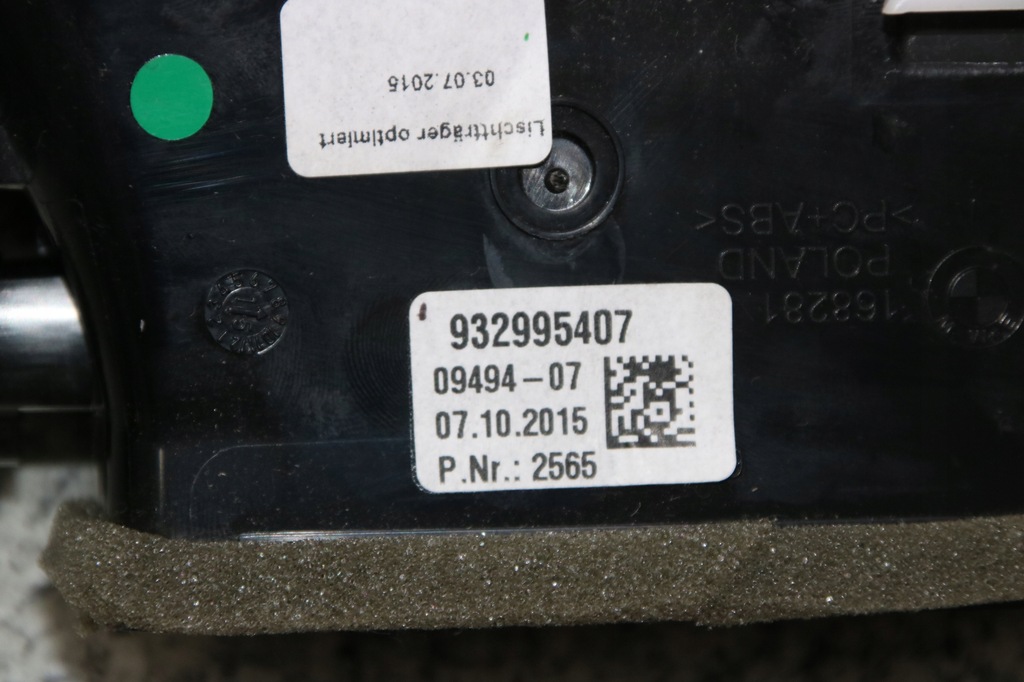 Lischtträger optimiert
03.07.2015
932995407
09494-07
07.10.2015
P.Nr.: 2565
168281
POLAND
>PC+ABS<